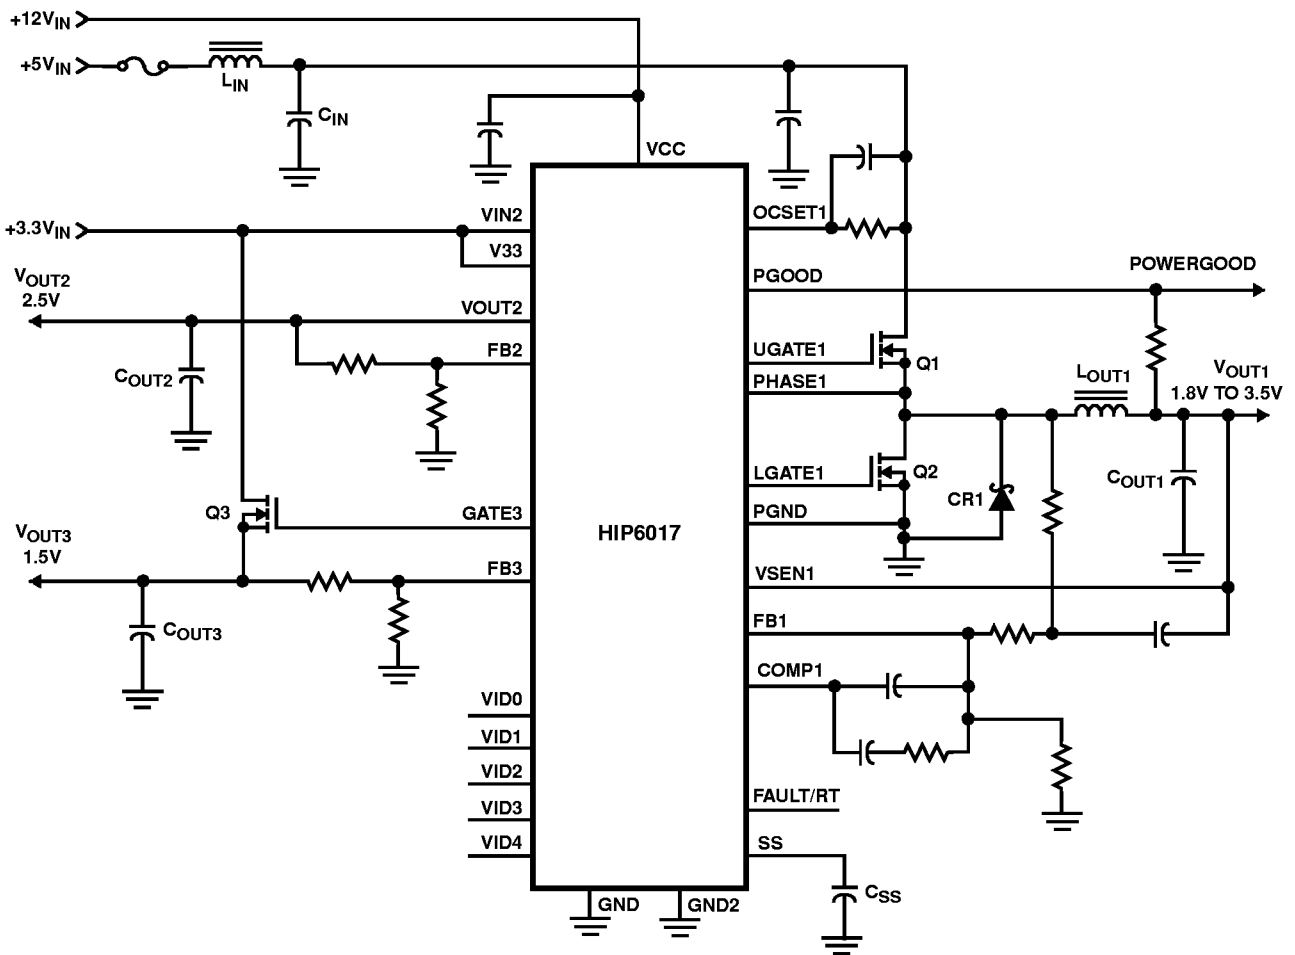 +12VIN
+5VIN
LIN
CIN
VCC
+3.3VIN
VIN2
V33
OCSET1
VOUT2
2.5V
VOUT2
PGOOD
POWERGOOD
FB2
COUT2
UGATE1
Q1
PHASE1
LOUT1
VOUT1
1.8V TO 3.5V
LGATE1
Q2
CR1
COUT1
Q3
GATE3
PGND
HIP6017
VOUT3
1.5V
FB3
VSEN1
COUT3
FB1
COMP1
VID0
VID1
VID2
VID3
VID4
FAULT/RT
SS
CSS
GND
GND2